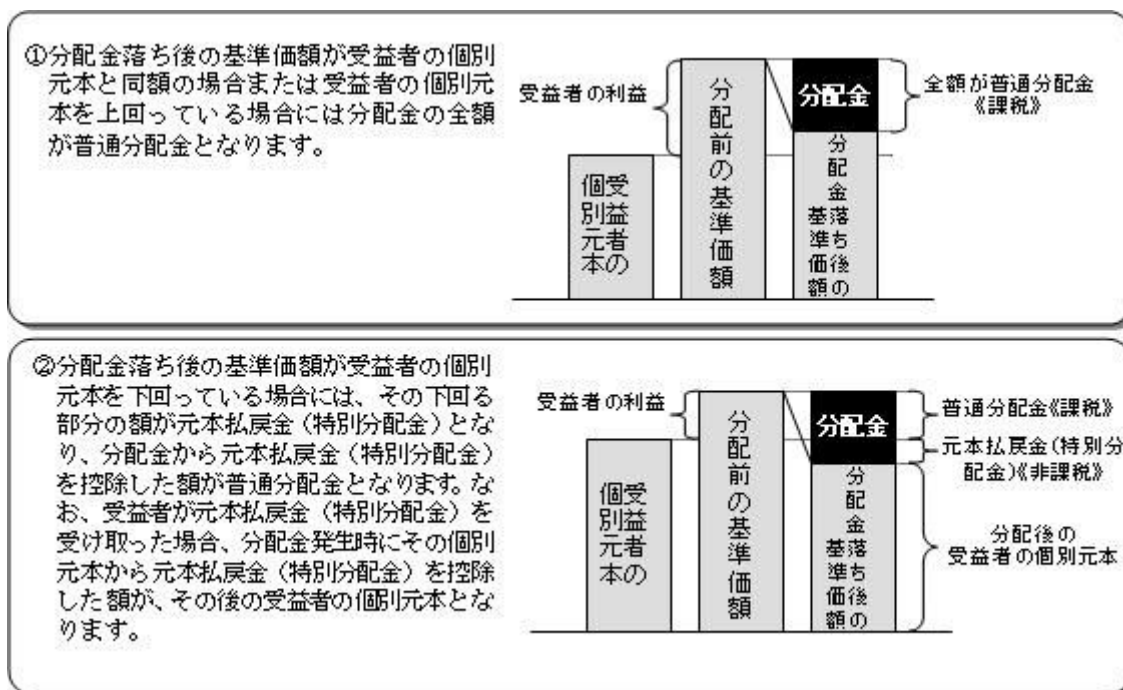 ①分配金落ち後の基準価額が受益者の個別
元本と同額の場合または受益者の個別元
本を上回っている場合には分配金の全額
が普通分配金となります。
受益者の利益
受益者の
個別元本
分配前の基準価額
分配金
分配金落ち後の
基準価額
全額が普通分配金
《課税》
②分配金落ち後の基準価額が受益者の個別
元本を下回っている場合には、その下回る
部分の額が元本払戻金（特別分配金）とな
り、分配金から元本払戻金（特別分配金）
を控除した額が普通分配金となります。な
お、受益者が元本払戻金（特別分配金）を
受け取った場合、分配金発生時にその個別
元本から元本払戻金（特別分配金）を控除
した額が、その後の受益者の個別元本とな
ります。
受益者の利益
受益者の
個別元本
分配前の基準価額
分配金
分配金落ち後の
基準価額
普通分配金《課税》
元本払戻金(特別分
配金)《非課税》
分配後の
受益者の個別元本